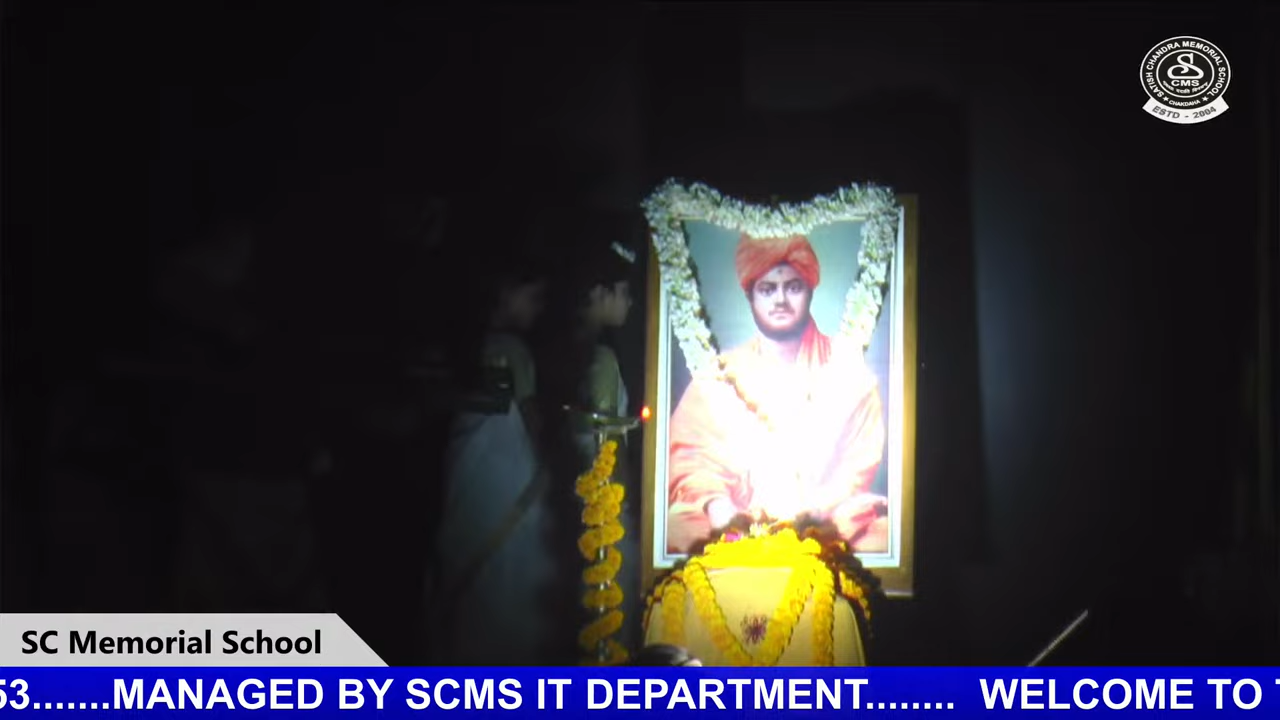 SATISH CHANDRA MEMORIAL SCHOOL
S
CMS
★ CHAKDAHA ★
ESTD - 2004
SC Memorial School
53.......MANAGED BY SCMS IT DEPARTMENT........ WELCOME TO